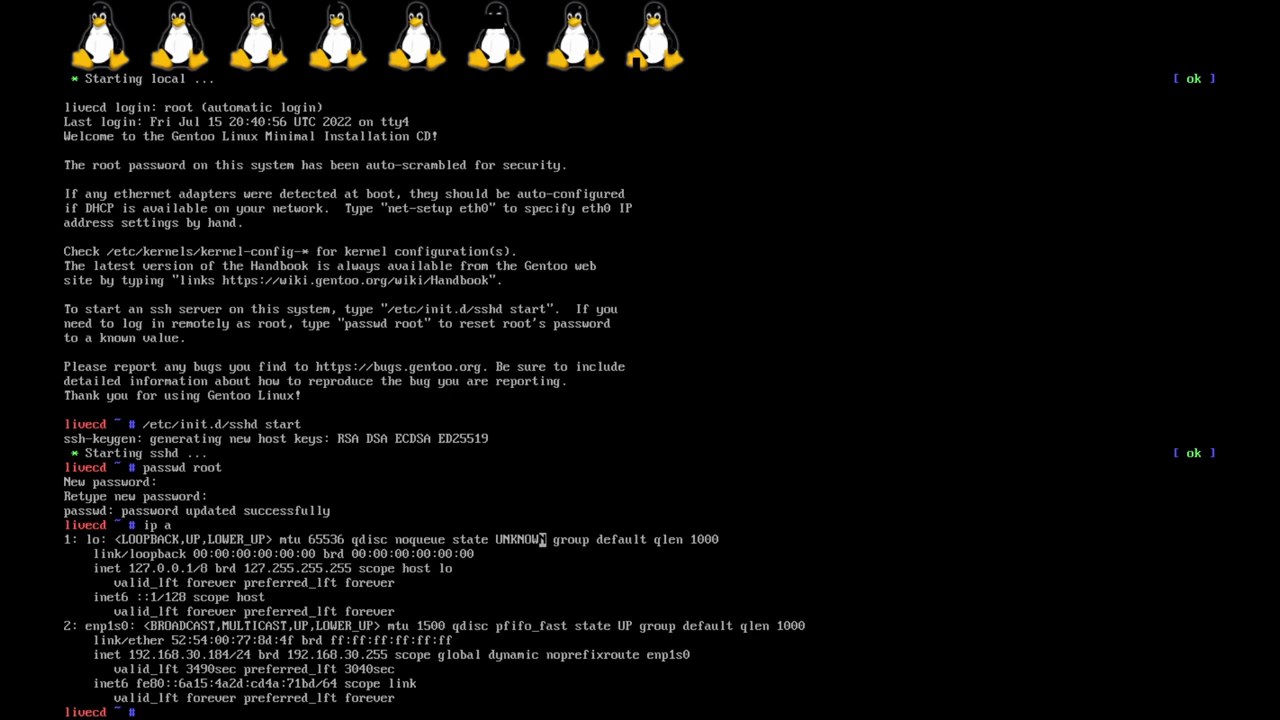 * Starting local ... [ ok ]
livecd login: root (automatic login)
Last login: Fri Jul 15 20:40:56 UTC 2022 on tty4
Welcome to the Gentoo Linux Minimal Installation CD!
The root password on this system has been auto-scrambled for security.
If any ethernet adapters were detected at boot, they should be auto-configured
if DHCP is available on your network.  Type "net-setup eth0" to specify eth0 IP
address settings by hand.
Check /etc/kernels/kernel-config-* for kernel configuration(s).
The latest version of the Handbook is always available from the Gentoo web
site by typing "links https://wiki.gentoo.org/wiki/Handbook".
To start an ssh server on this system, type "/etc/init.d/sshd start".  If you
need to log in remotely as root, type "passwd root" to reset root's password
to a known value.
Please report any bugs you find to https://bugs.gentoo.org. Be sure to include
detailed information about how to reproduce the bug you are reporting.
Thank you for using Gentoo Linux!
livecd ~ # /etc/init.d/sshd start
ssh-keygen: generating new host keys: RSA DSA ECDSA ED25519
* Starting sshd ... [ ok ]
livecd ~ # passwd root
New password:
Retype new password:
passwd: password updated successfully
livecd ~ # ip a
1: lo: <LOOPBACK,UP,LOWER_UP> mtu 65536 qdisc noqueue state UNKNOWN group default qlen 1000
link/loopback 00:00:00:00:00:00 brd 00:00:00:00:00:00
inet 127.0.0.1/8 brd 127.255.255.255 scope host lo
valid_lft forever preferred_lft forever
inet6 ::1/128 scope host
valid_lft forever preferred_lft forever
2: enp1s0: <BROADCAST,MULTICAST,UP,LOWER_UP> mtu 1500 qdisc pfifo_fast state UP group default qlen 1000
link/ether 52:54:00:77:8d:4f brd ff:ff:ff:ff:ff:ff
inet 192.168.30.184/24 brd 192.168.30.255 scope global dynamic noprefixroute enp1s0
valid_lft 3490sec preferred_lft 3040sec
inet6 fe80::6a15:4a2d:cd4a:71bd/64 scope link
valid_lft forever preferred_lft forever
livecd ~ #